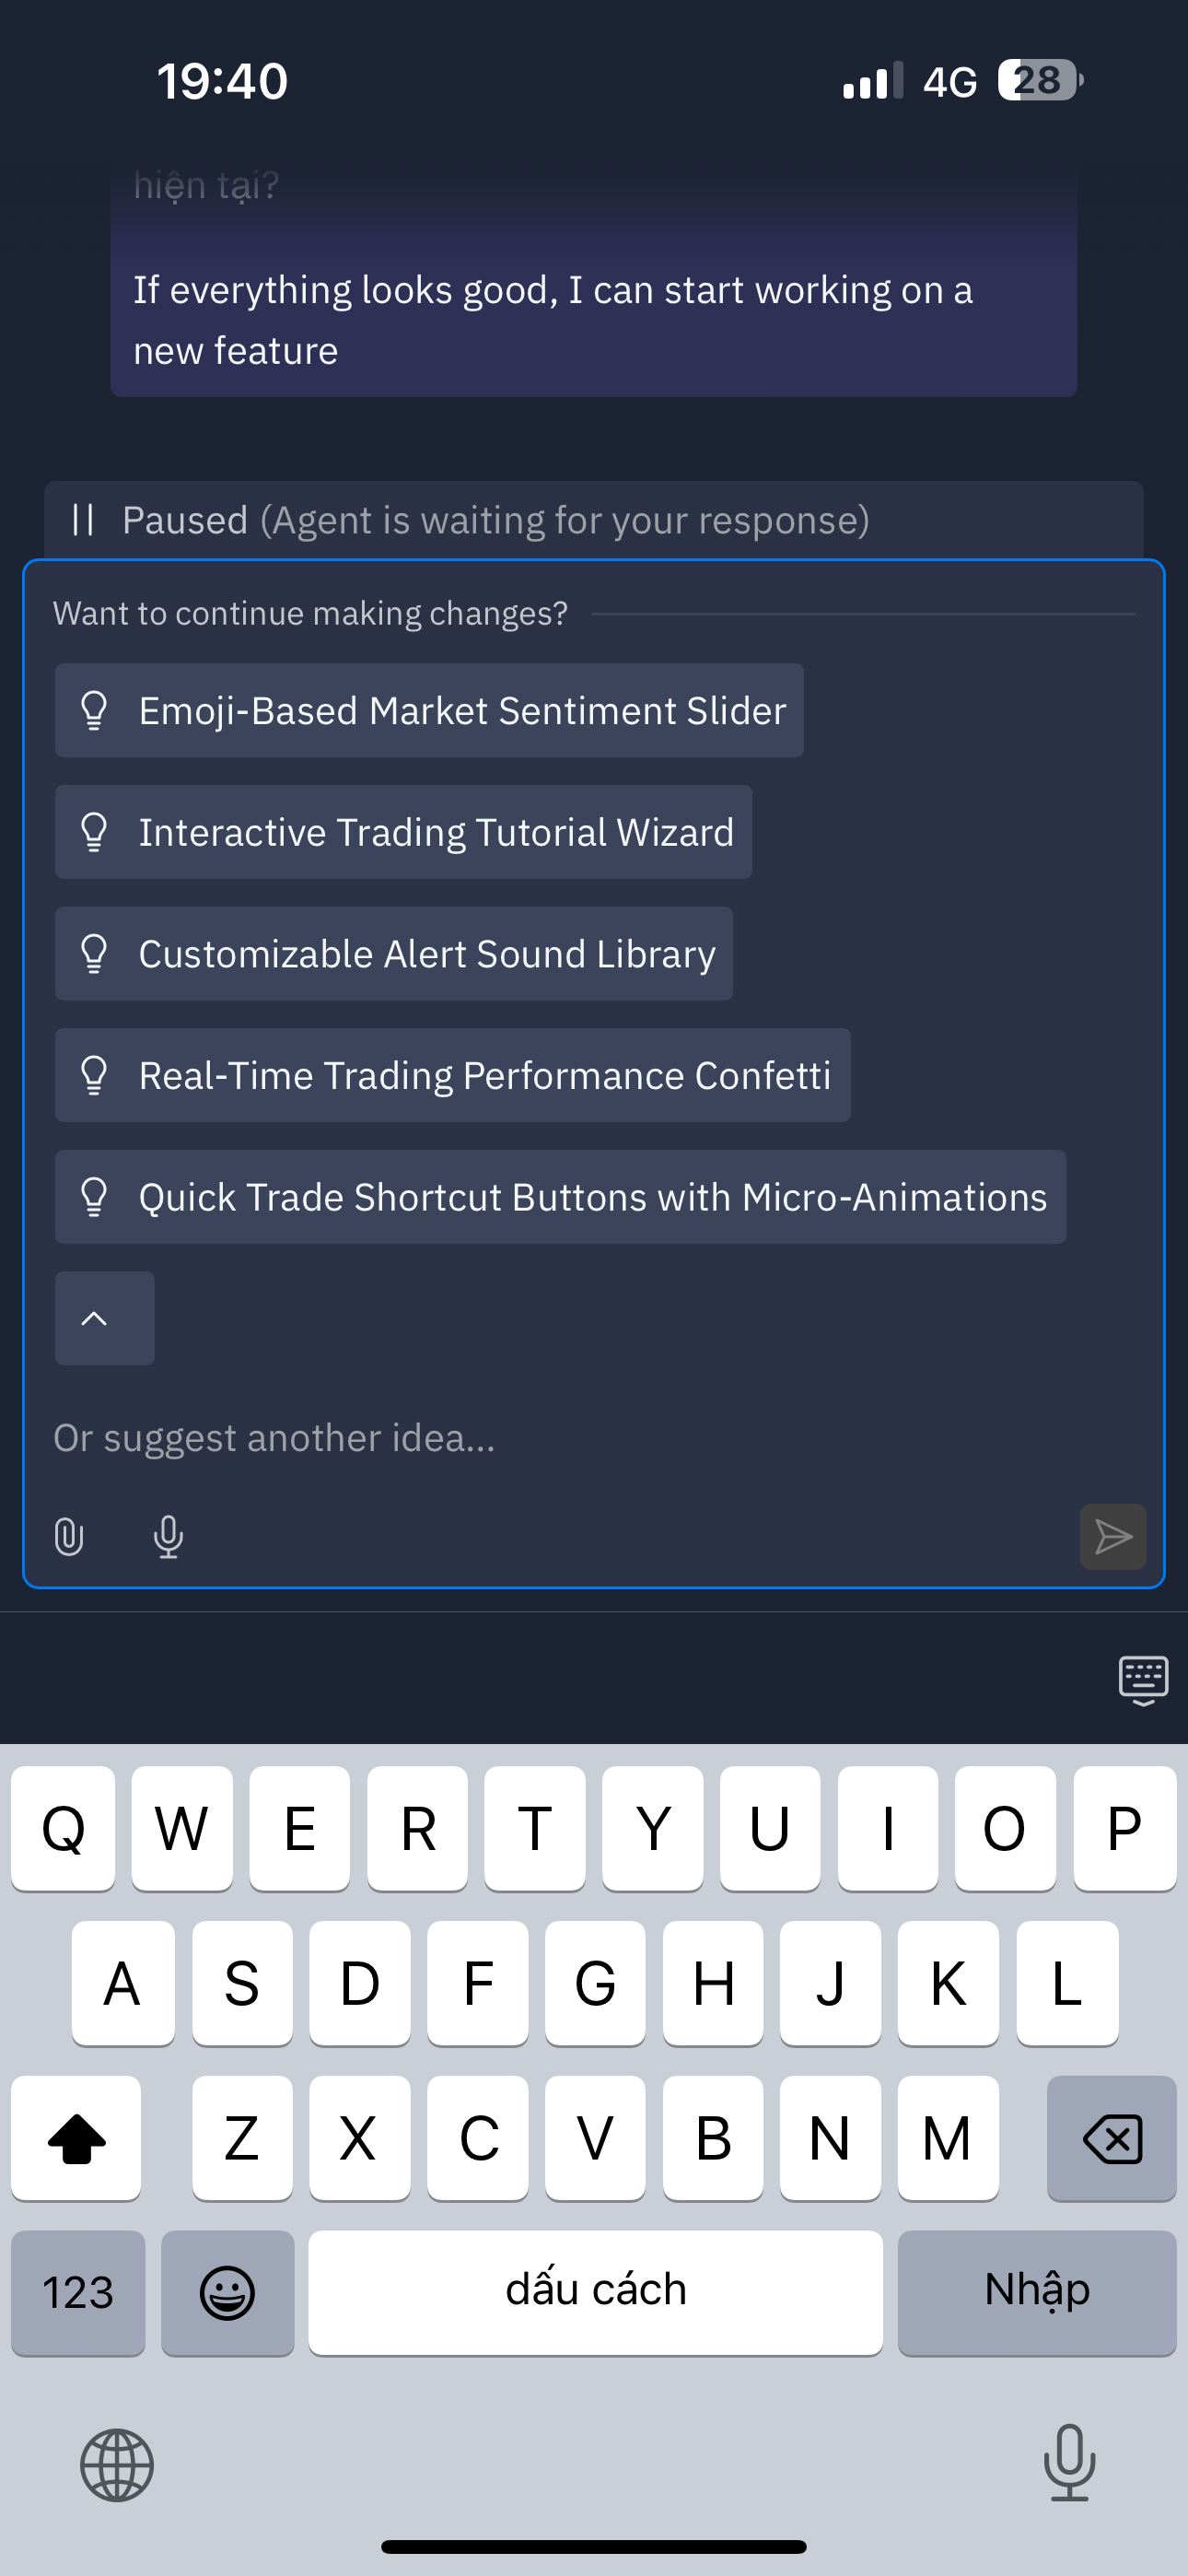 19:40
4G
28
hiện tại?
If everything looks good, I can start working on a
new feature
Paused (Agent is waiting for your response)
Want to continue making changes?
Emoji-Based Market Sentiment Slider
Interactive Trading Tutorial Wizard
Customizable Alert Sound Library
Real-Time Trading Performance Confetti
Quick Trade Shortcut Buttons with Micro-Animations
Or suggest another idea...
Q W E R T Y U I O P
A S D F G H J K L
Z X C V B N M
123 dấu cách Nhập